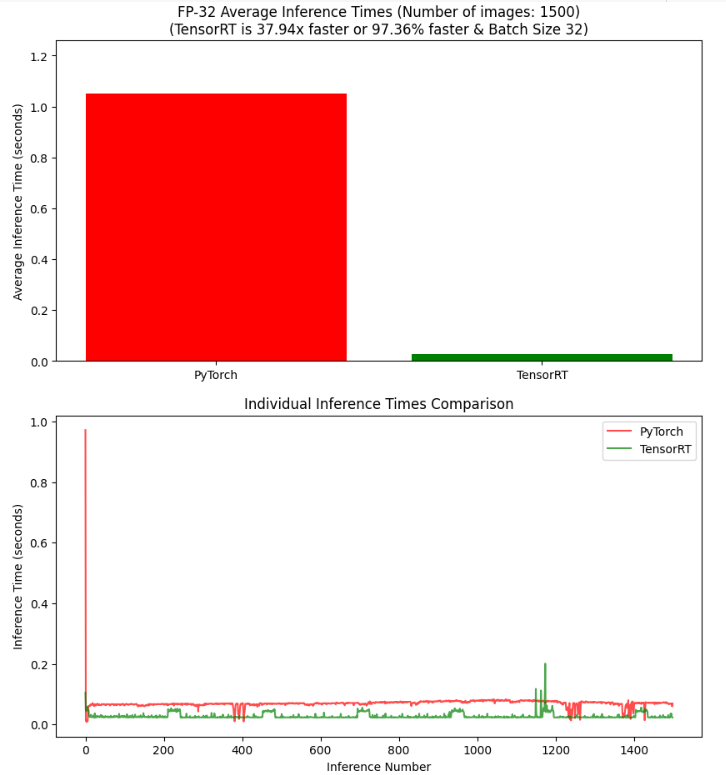 FP-32 Average Inference Times (Number of images: 1500)
(TensorRT is 37.94x faster or 97.36% faster & Batch Size 32)
Average Inference Time (seconds)
1.2
1.0
0.8
0.6
0.4
0.2
0.0
PyTorch
TensorRT
Individual Inference Times Comparison
PyTorch
TensorRT
Inference Time (seconds)
1.0
0.8
0.6
0.4
0.2
0.0
0
200
400
600
800
1000
1200
1400
Inference Number